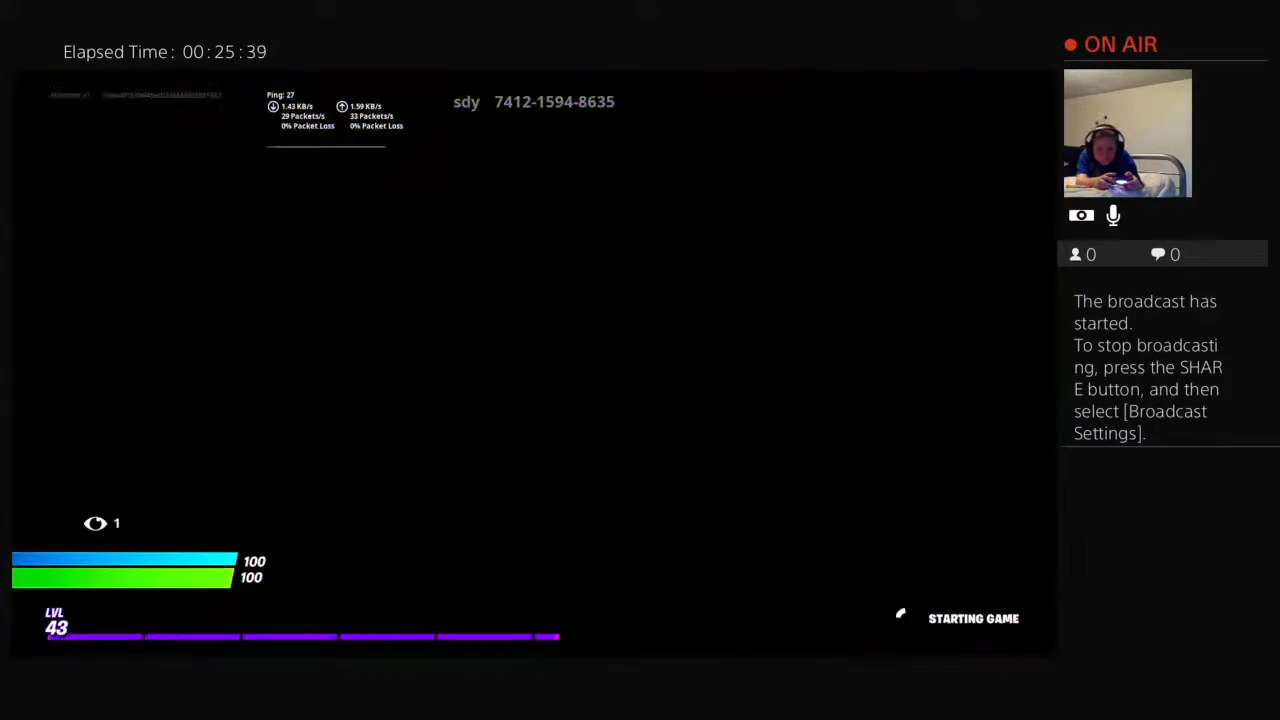 Elapsed Time: 00:25:39
ON AIR
Ping: 27
1.43 KB/s 1.59 KB/s
29 Packets/s 33 Packets/s
0% Packet Loss 0% Packet Loss
sdy 7412-1594-8635
0 0
The broadcast has
started.
To stop broadcasti
ng, press the SHAR
E button, and then
select [Broadcast
Settings].
1
100
100
LVL
43
STARTING GAME